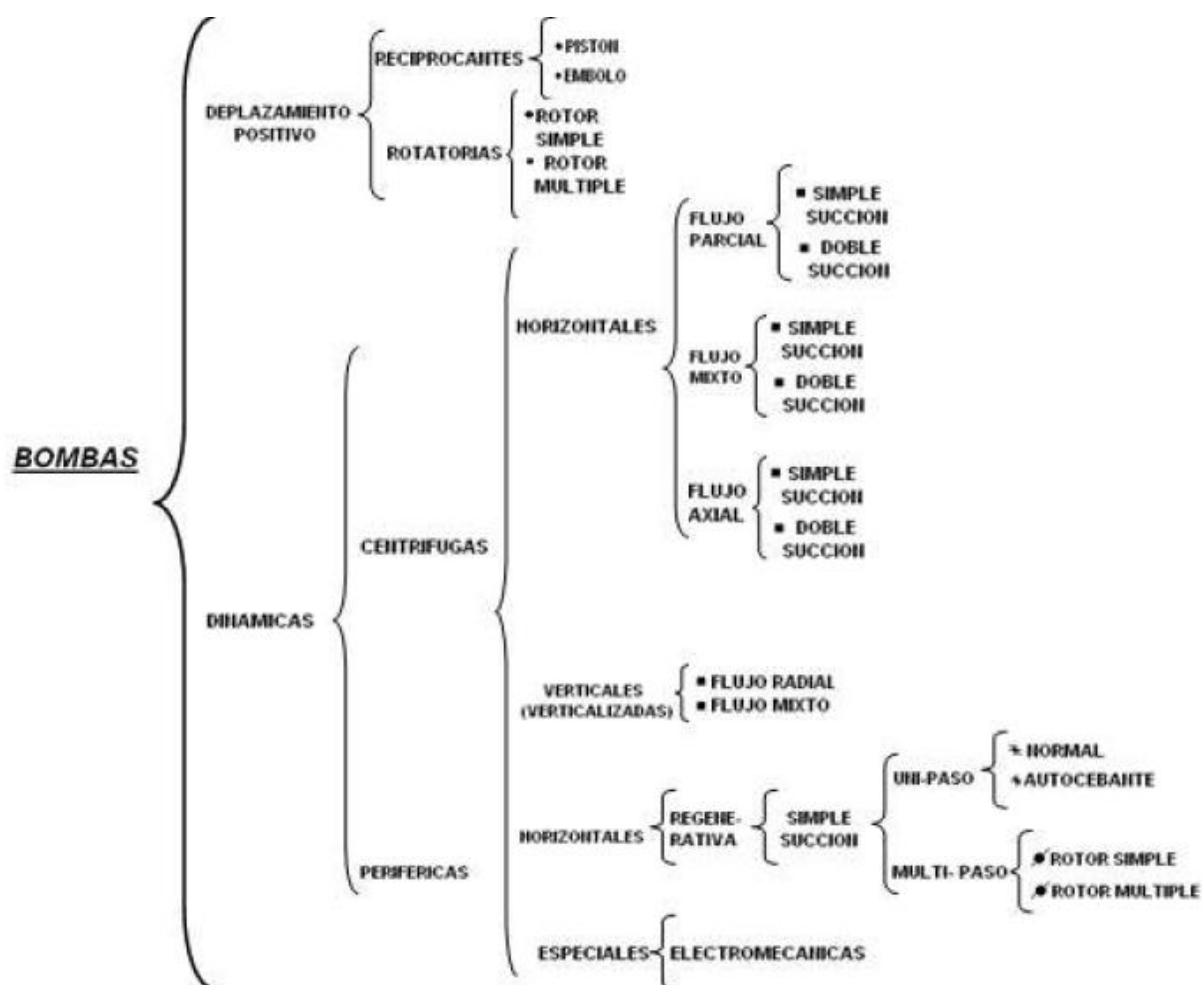 BOMBAS
DEPLAZAMIENTO
POSITIVO
RECIPROCANTES
PISTON
EMBOLO
ROTATORIAS
ROTOR
SIMPLE
ROTOR
MULTIPLE
DINAMICAS
CENTRIFUGAS
HORIZONTALES
FLUJO
PARCIAL
SIMPLE
SUCCION
DOBLE
SUCCION
FLUJO
MIXTO
SIMPLE
SUCCION
DOBLE
SUCCION
FLUJO
AXIAL
SIMPLE
SUCCION
DOBLE
SUCCION
VERTICALES
(VERTICALIZADAS)
FLUJO RADIAL
FLUJO MIXTO
PERIFERICAS
HORIZONTALES
REGENE-
RATIVA
SIMPLE
SUCCION
UNI-PASO
NORMAL
AUTOCEBANTE
MULTI- PASO
ROTOR SIMPLE
ROTOR MULTIPLE
ESPECIALES
ELECTROMECANICAS